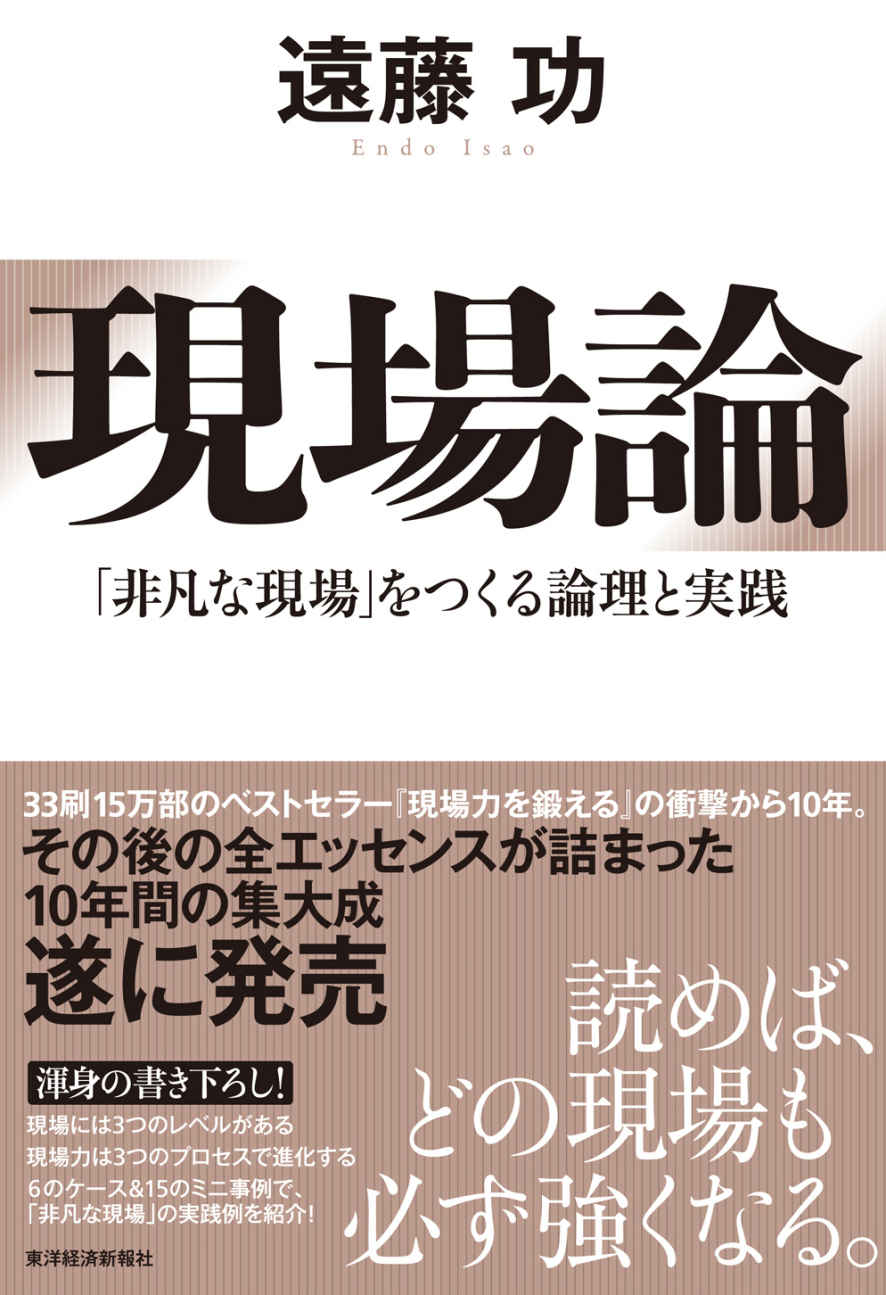 遠藤 功
Endo Isao
現場論
「非凡な現場」をつくる論理と実践
33刷15万部のベストセラー『現場力を鍛える』の衝撃から10年。
その後の全エッセンスが詰まった
10年間の集大成
遂に発売
読めば、
どの現場も
必ず強くなる。
渾身の書き下ろし!
現場には3つのレベルがある
現場力は3つのプロセスで進化する
6のケース&15のミニ事例で、
「非凡な現場」の実践例を紹介!
東洋経済新報社